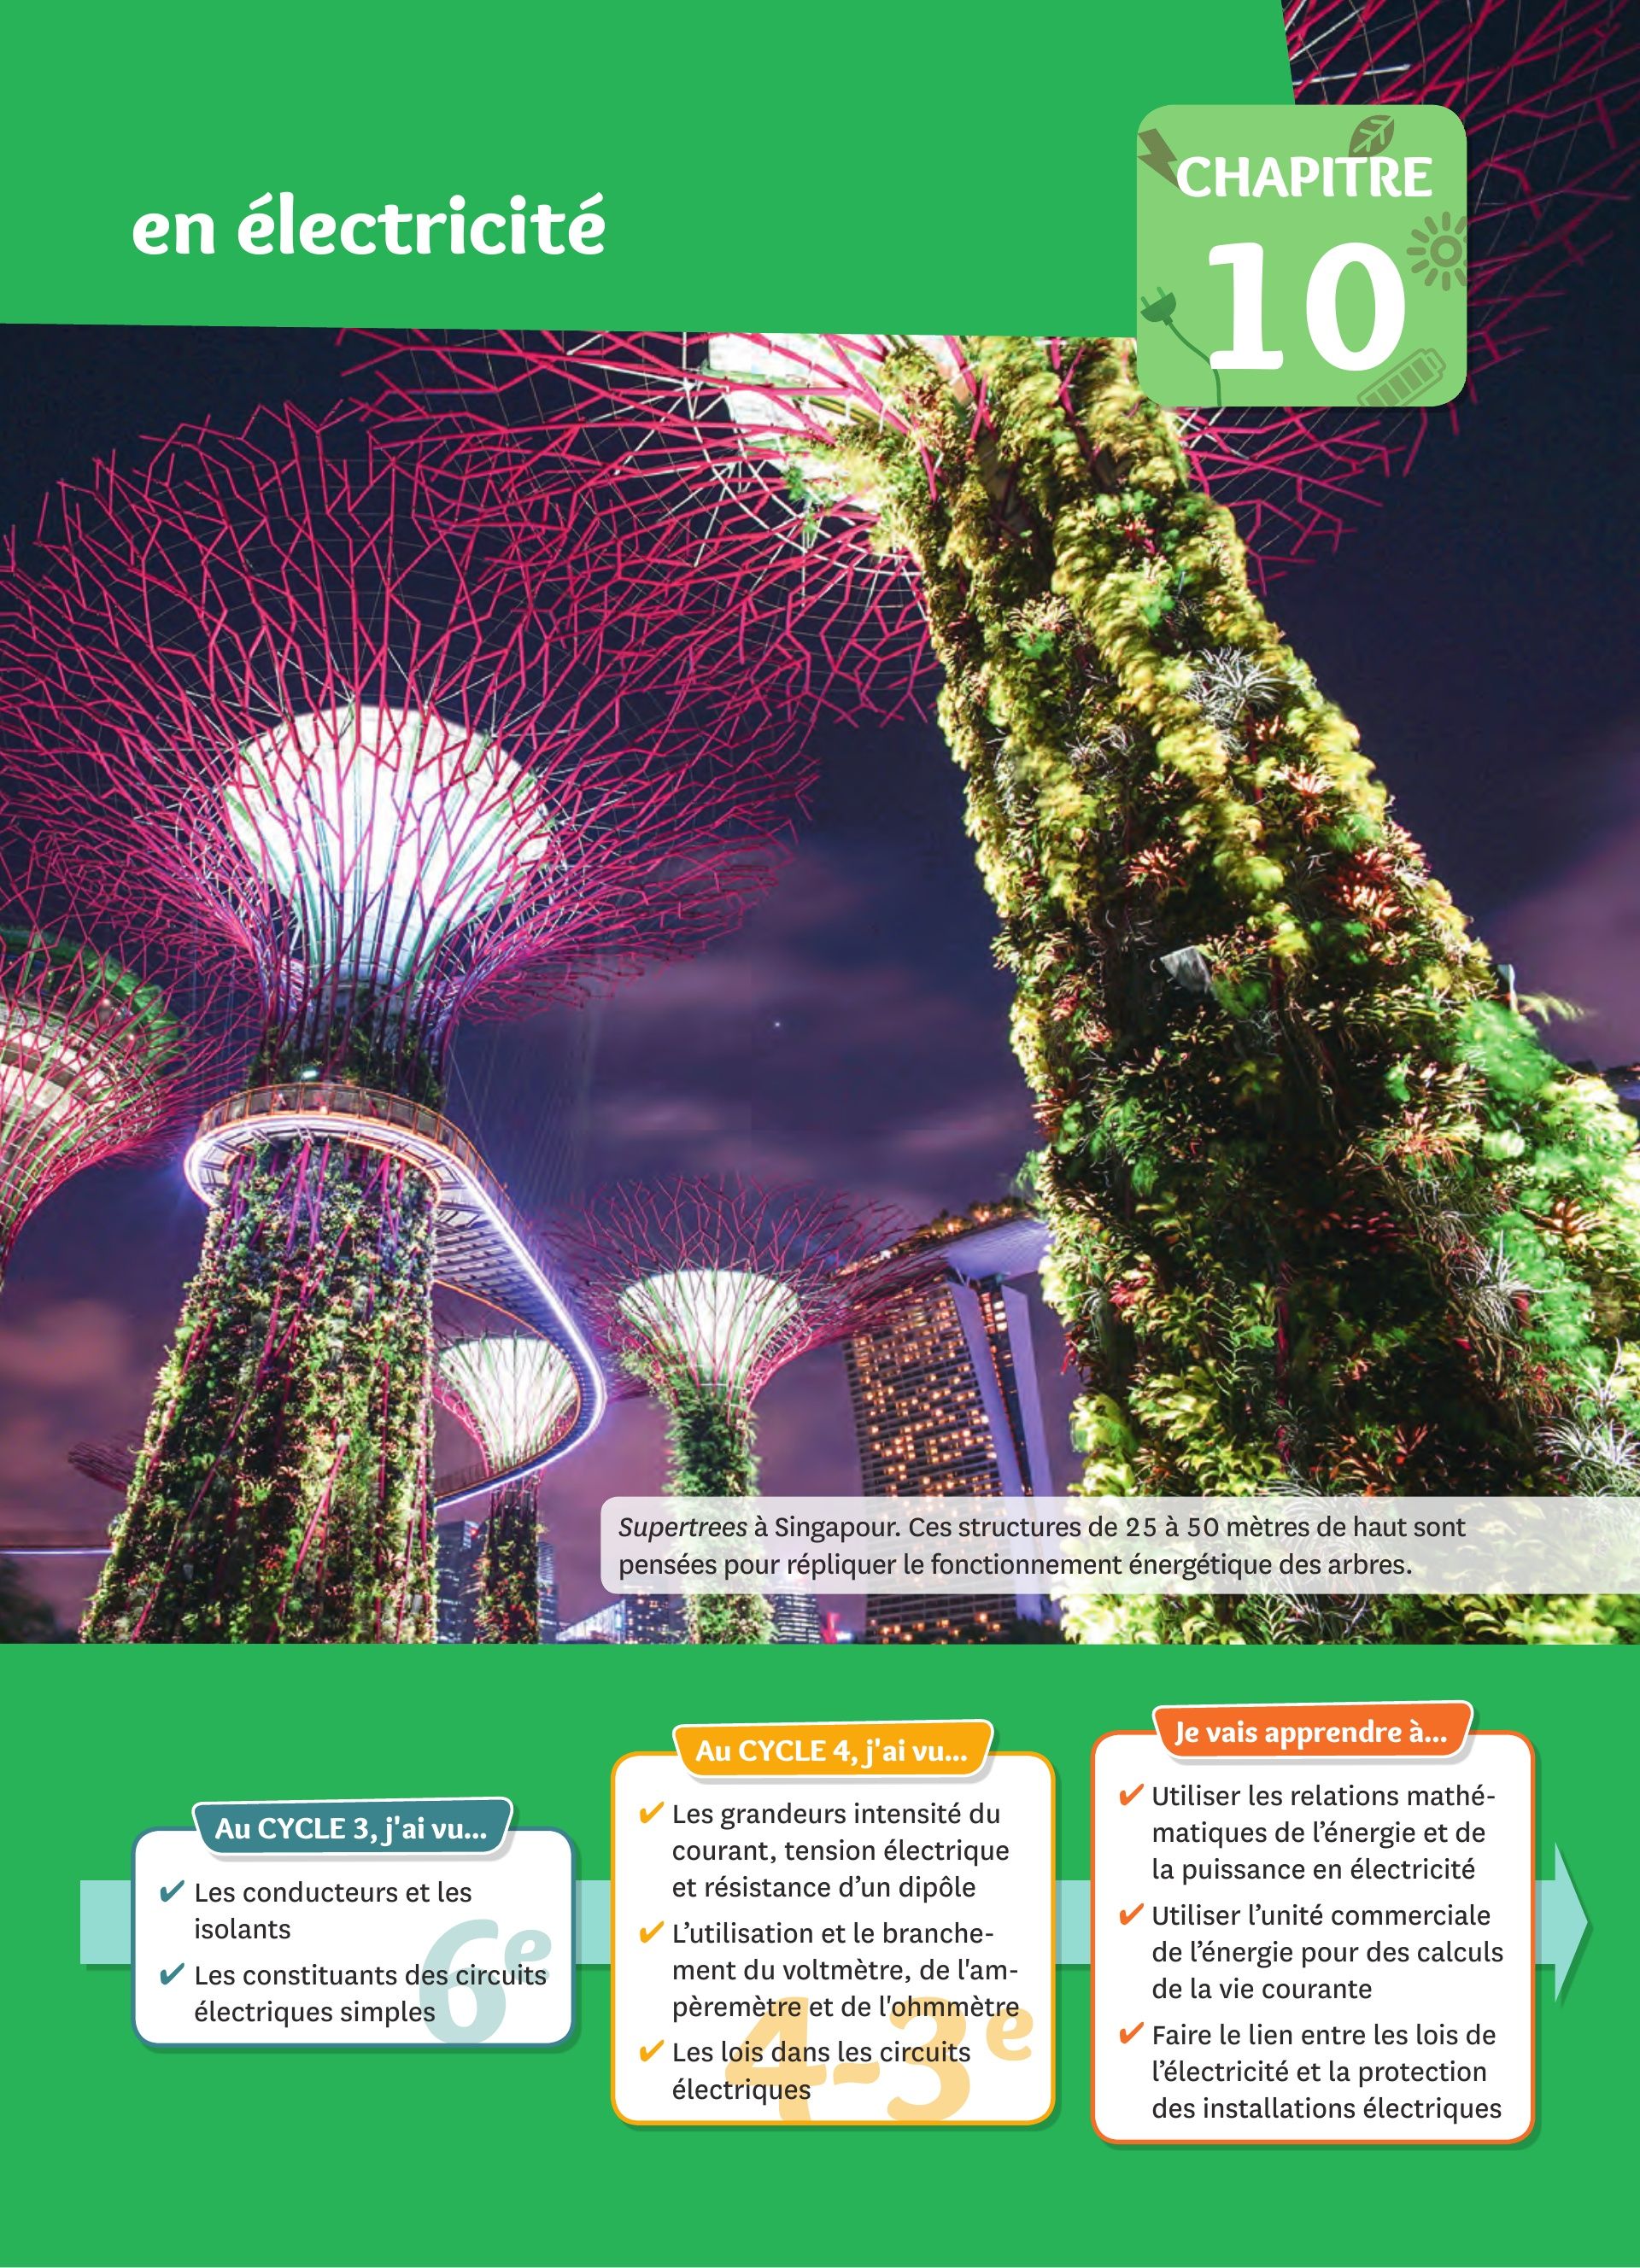 en électricité
CHAPITRE
10
Supertrees à Singapour. Ces structures de 25 à 50 mètres de haut sont
pensées pour répliquer le fonctionnement énergétique des arbres.
Au CYCLE 3, j'ai vu...
✔ Les conducteurs et les
isolants
✔ Les constituants des circuits
électriques simples
6e
Au CYCLE 4, j'ai vu...
✔ Les grandeurs intensité du
courant, tension électrique
et résistance d’un dipôle
✔ L’utilisation et le branche-
ment du voltmètre, de l'am-
pèremètre et de l'ohmmètre
✔ Les lois dans les circuits
électriques
4-3e
Je vais apprendre à...
✔ Utiliser les relations mathé-
matiques de l’énergie et de
la puissance en électricité
✔ Utiliser l’unité commerciale
de l’énergie pour des calculs
de la vie courante
✔ Faire le lien entre les lois de
l’électricité et la protection
des installations électriques